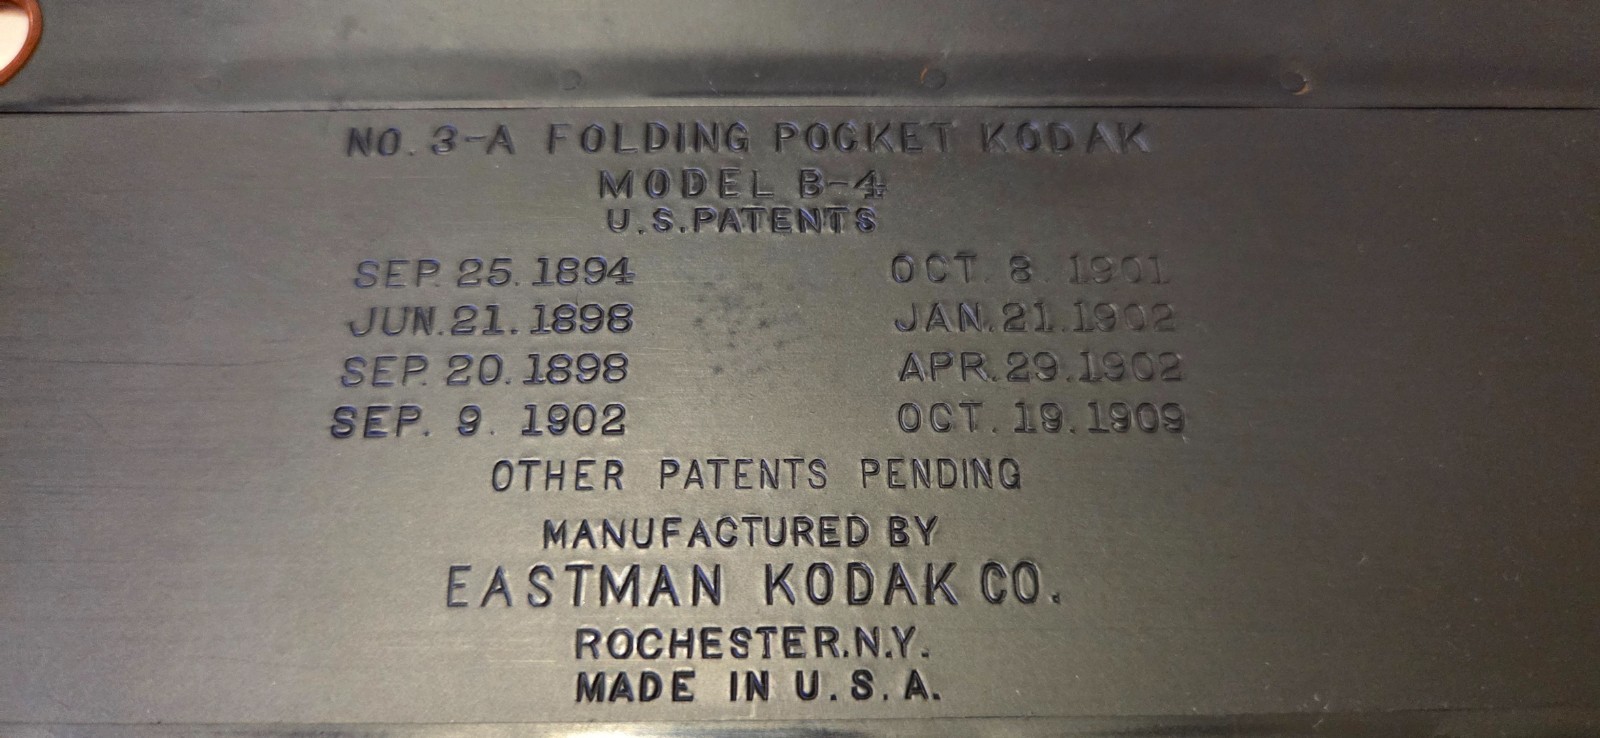 NO. 3-A FOLDING POCKET KODAK
MODEL B-4
U.S. PATENTS
SEP. 25. 1894 OCT. 8. 1901
JUN. 21. 1898 JAN. 21. 1902
SEP. 20. 1898 APR. 29. 1902
SEP. 9. 1902 OCT. 19. 1909
OTHER PATENTS PENDING
MANUFACTURED BY
EASTMAN KODAK CO.
ROCHESTER. N.Y.
MADE IN U.S.A.